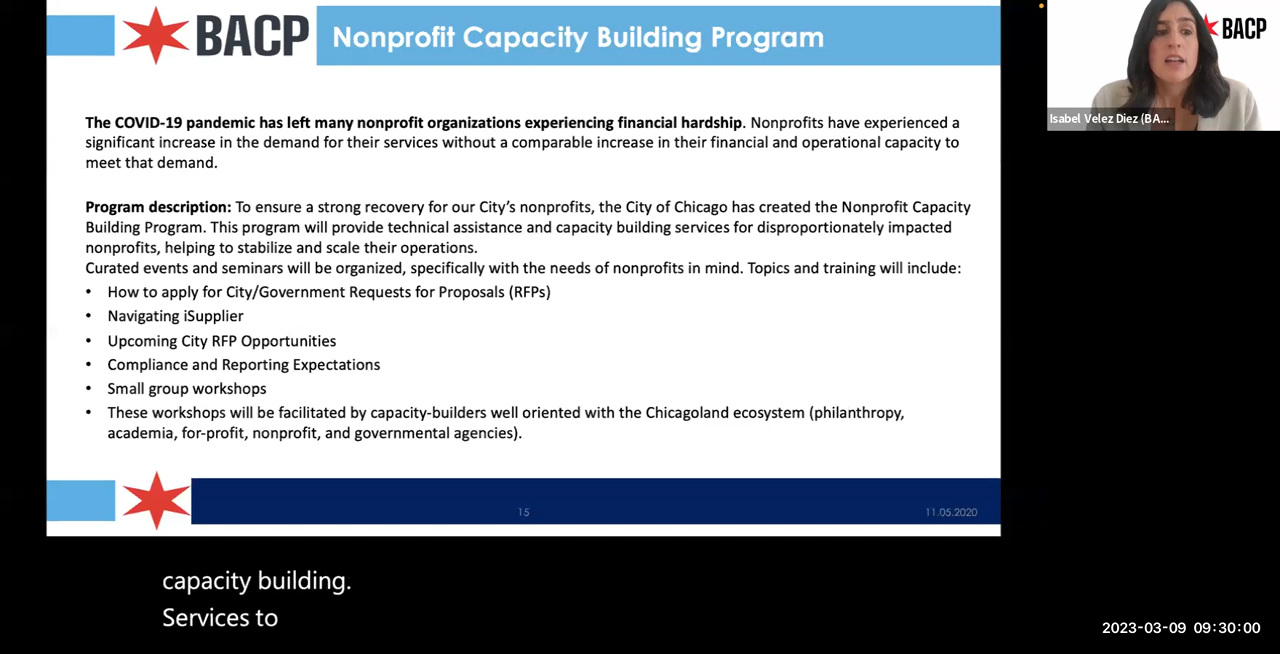 BACP
Nonprofit Capacity Building Program
BACP
Isabel Velez Diez (BA...
The COVID-19 pandemic has left many nonprofit organizations experiencing financial hardship. Nonprofits have experienced a
significant increase in the demand for their services without a comparable increase in their financial and operational capacity to
meet that demand.
Program description: To ensure a strong recovery for our City's nonprofits, the City of Chicago has created the Nonprofit Capacity
Building Program. This program will provide technical assistance and capacity building services for disproportionately impacted
nonprofits, helping to stabilize and scale their operations.
Curated events and seminars will be organized, specifically with the needs of nonprofits in mind. Topics and training will include:
• How to apply for City/Government Requests for Proposals (RFPs)
• Navigating iSupplier
• Upcoming City RFP Opportunities
• Compliance and Reporting Expectations
• Small group workshops
• These workshops will be facilitated by capacity-builders well oriented with the Chicagoland ecosystem (philanthropy,
academia, for-profit, nonprofit, and governmental agencies).
15
11.05.2020
capacity building.
Services to
2023-03-09 09:30:00